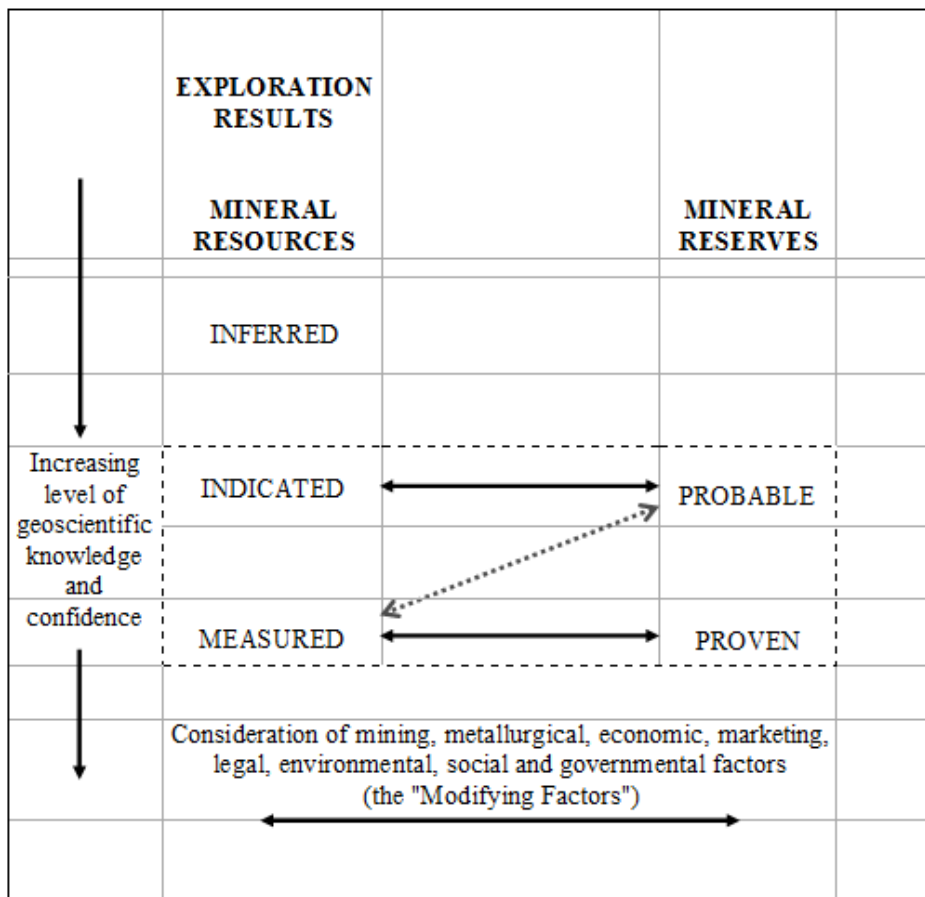 EXPLORATION
RESULTS
MINERAL
RESOURCES
MINERAL
RESERVES
INFERRED
Increasing
level of
geoscientific
knowledge
and
confidence
INDICATED
PROBABLE
MEASURED
PROVEN
Consideration of mining, metallurgical, economic, marketing,
legal, environmental, social and governmental factors
(the "Modifying Factors")